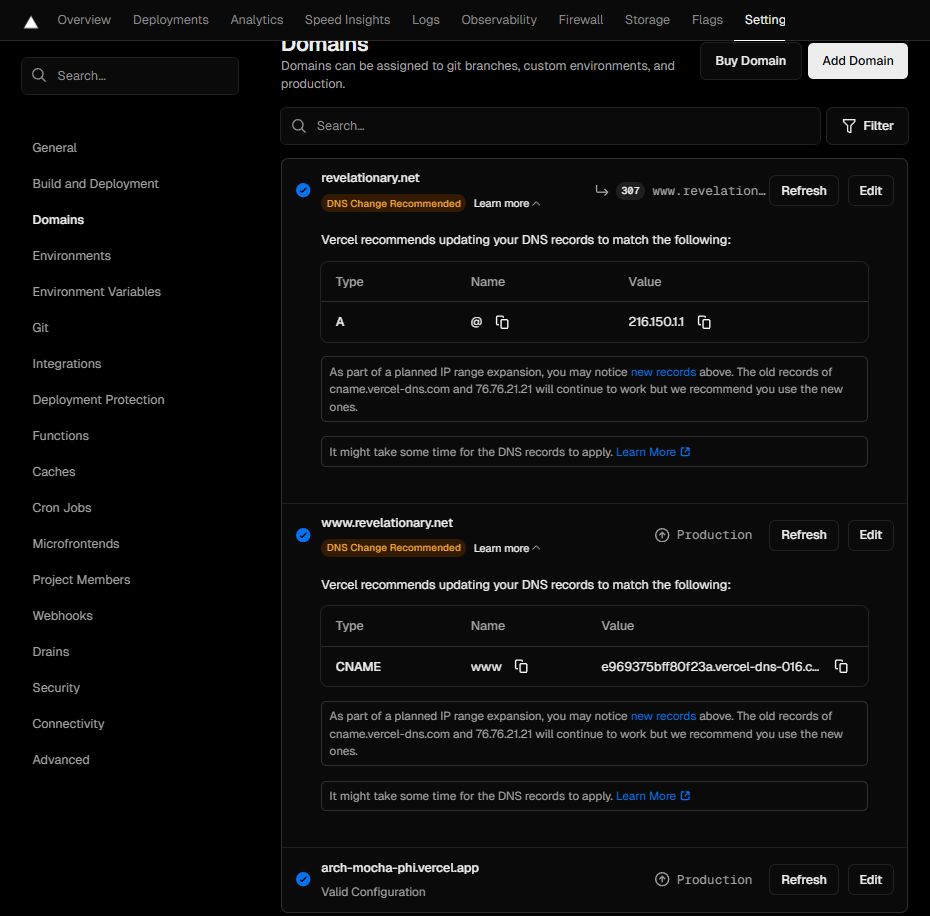 Overview Deployments Analytics Speed Insights Logs Observability Firewall Storage Flags Setting
Search...
General
Build and Deployment
Domains
Environments
Environment Variables
Git
Integrations
Deployment Protection
Functions
Caches
Cron Jobs
Microfrontends
Project Members
Webhooks
Drains
Security
Connectivity
Advanced
Domains
Domains can be assigned to git branches, custom environments, and
production.
Buy Domain Add Domain
Search... Filter
revelationary.net
DNS Change Recommended Learn more
307 www.revelation... Refresh Edit
Vercel recommends updating your DNS records to match the following:
Type Name Value
A @ 216.150.1.1
As part of a planned IP range expansion, you may notice new records above. The old records of
cname.vercel-dns.com and 76.76.21.21 will continue to work but we recommend you use the new
ones.
It might take some time for the DNS records to apply. Learn More
www.revelationary.net
DNS Change Recommended Learn more
Production Refresh Edit
Vercel recommends updating your DNS records to match the following:
Type Name Value
CNAME www e969375bff80f23a.vercel-dns-016.c...
As part of a planned IP range expansion, you may notice new records above. The old records of
cname.vercel-dns.com and 76.76.21.21 will continue to work but we recommend you use the new
ones.
It might take some time for the DNS records to apply. Learn More
arch-mocha-phi.vercel.app
Valid Configuration
Production Refresh Edit